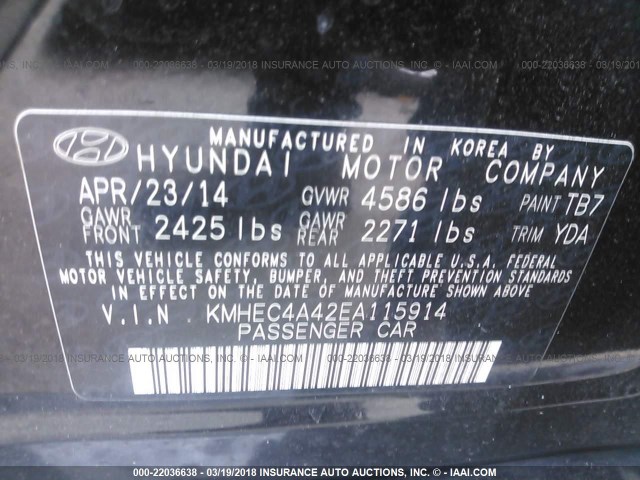 000-22036638 - 03/19/2018 INSURANCE AUTO AUCTIONS, INC. - © IAAI.COM
MANUFACTURED IN KOREA BY
HYUNDAI MOTOR COMPANY
APR/23/14 GVWR 4586 lbs PAINT TB7
GAWR FRONT 2425 lbs GAWR REAR 2271 lbs TRIM YDA
THIS VEHICLE CONFORMS TO ALL APPLICABLE U.S.A. FEDERAL
MOTOR VEHICLE SAFETY, BUMPER, AND THEFT PREVENTION STANDARDS
IN EFFECT ON THE DATE OF MANUFACTURE SHOWN ABOVE
V.I.N. KMHEC4A42EA115914
PASSENGER CAR
000-22036638 - 03/19/2018 INSURANCE AUTO AUCTIONS, INC. - © IAAI.COM